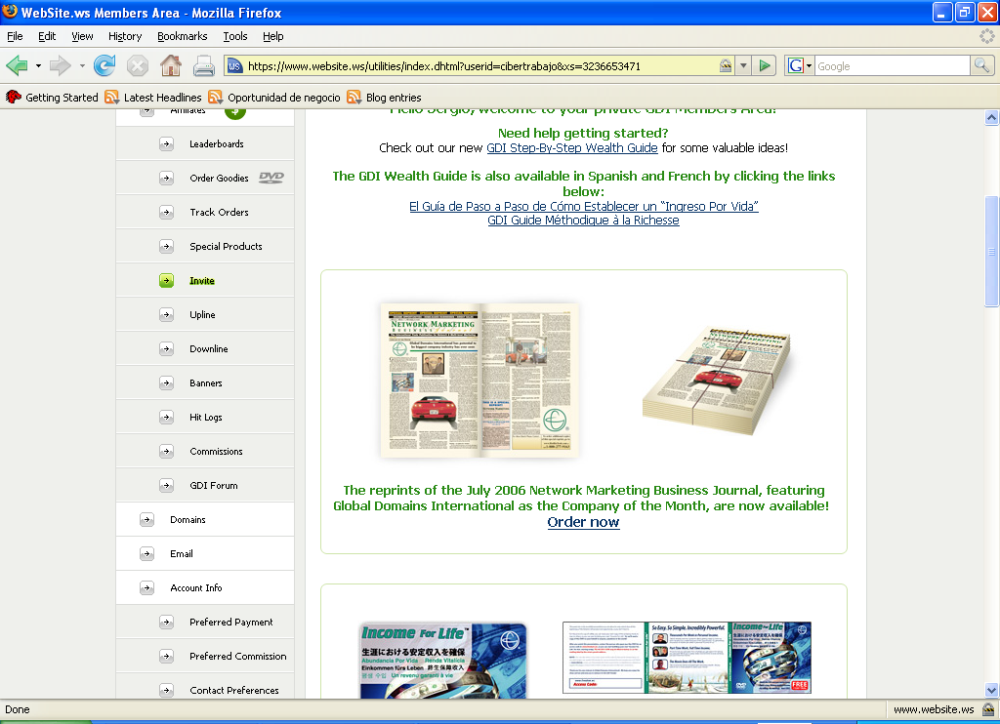 WebSite.ws Members Area - Mozilla Firefox
File Edit View History Bookmarks Tools Help
WS https://www.website.ws/utilities/index.dhtml?userid=cibertrabajo&xs=3236653471
G Google
Getting Started Latest Headlines Oportunidad de negocio Blog entries
Affiliates
Leaderboards
Order Goodies DVD
Track Orders
Special Products
Invite
Upline
Downline
Banners
Hit Logs
Commissions
GDI Forum
Domains
Email
Account Info
Preferred Payment
Preferred Commission
Contact Preferences
Hello Sergio, welcome to your private GDI Members Area!
Need help getting started?
Check out our new GDI Step-By-Step Wealth Guide for some valuable ideas!
The GDI Wealth Guide is also available in Spanish and French by clicking the links
below:
El Guía de Paso a Paso de Cómo Establecer un “Ingreso Por Vida”
GDI Guide Méthodique à la Richesse
NETWORK MARKETING
The reprints of the July 2006 Network Marketing Business Journal, featuring
Global Domains International as the Company of the Month, are now available!
Order now
Income For Life™
生涯における安定収入を確保
Abundancia Por Vida Renda Vitalicia
Einkommen fürs Leben 終生保障收入
Un revenu garanti à vie
So Easy. So Simple. Incredibly Powerful.
Access Code:
Income~Life
DVD
FREE
Done
www.website.ws